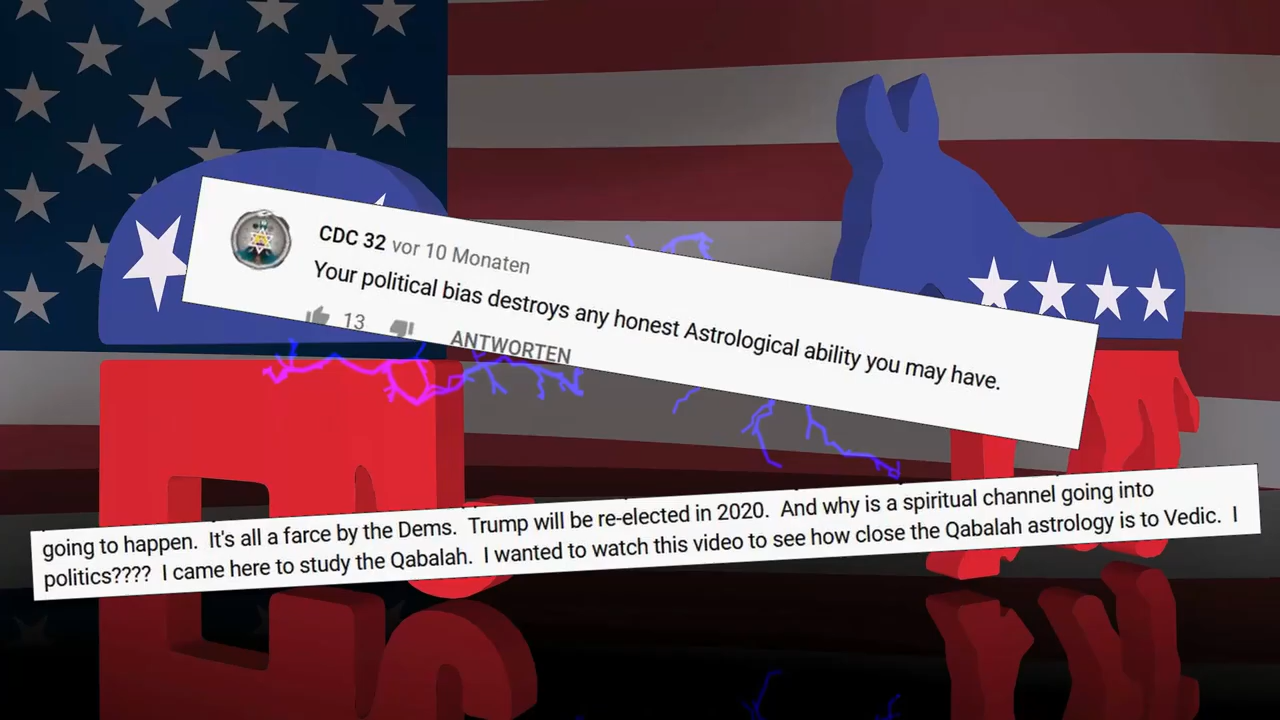 CDC 32 vor 10 Monaten
Your political bias destroys any honest Astrological ability you may have.
13 ANTWORTEN
going to happen. It's all a farce by the Dems. Trump will be re-elected in 2020. And why is a spiritual channel going into
politics???? I came here to study the Qabalah. I wanted to watch this video to see how close the Qabalah astrology is to Vedic. I